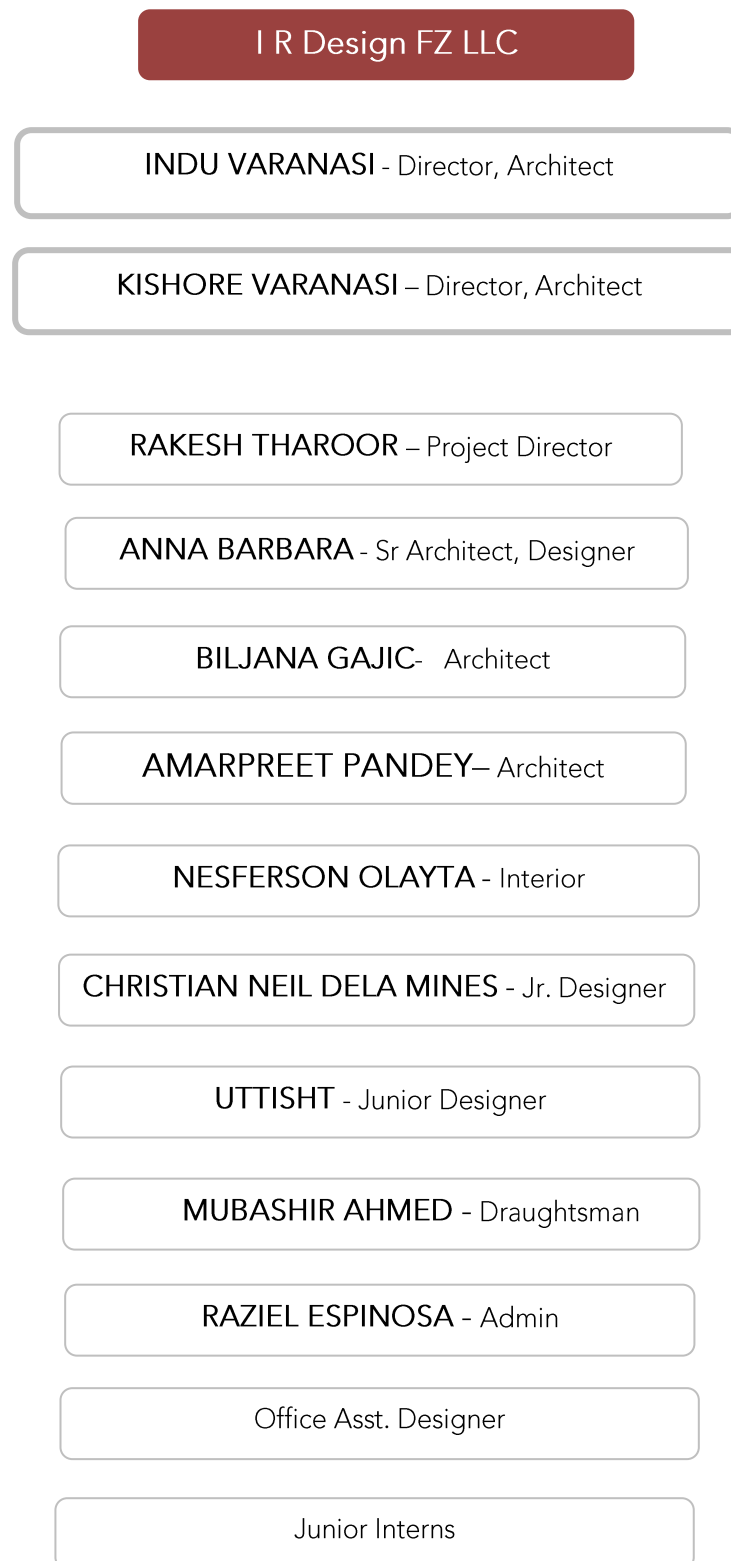 I R Design FZ LLC
INDU VARANASI - Director, Architect
KISHORE VARANASI – Director, Architect
RAKESH THAROOR – Project Director
ANNA BARBARA - Sr Architect, Designer
BILJANA GAJIC- Architect
AMARPREET PANDEY– Architect
NESFERSON OLAYTA - Interior
CHRISTIAN NEIL DELA MINES - Jr. Designer
UTTISHT - Junior Designer
MUBASHIR AHMED - Draughtsman
RAZIEL ESPINOSA - Admin
Office Asst. Designer
Junior Interns